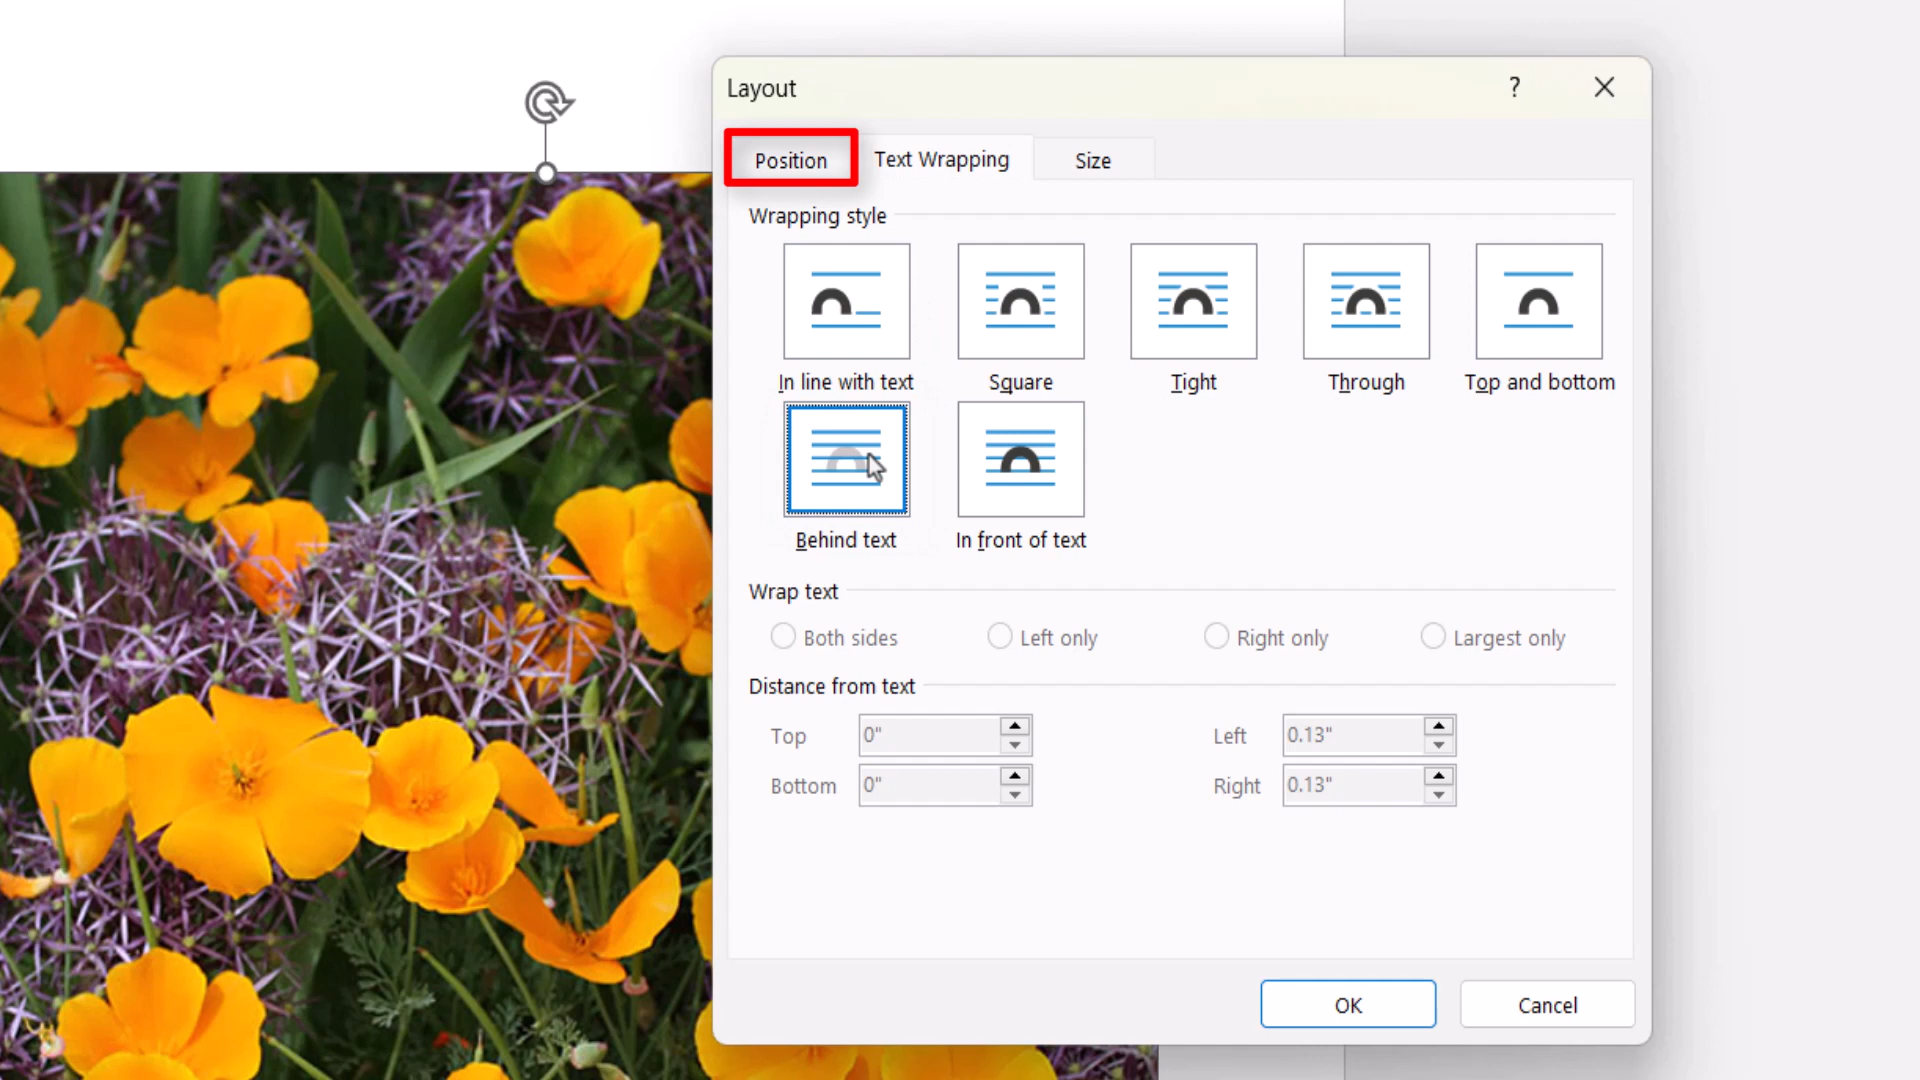 Layout ?
Position Text Wrapping Size
Wrapping style
In line with text Square Tight Through Top and bottom
Behind text In front of text
Wrap text
Both sides Left only Right only Largest only
Distance from text
Top 0" Left 0.13"
Bottom 0" Right 0.13"
OK Cancel